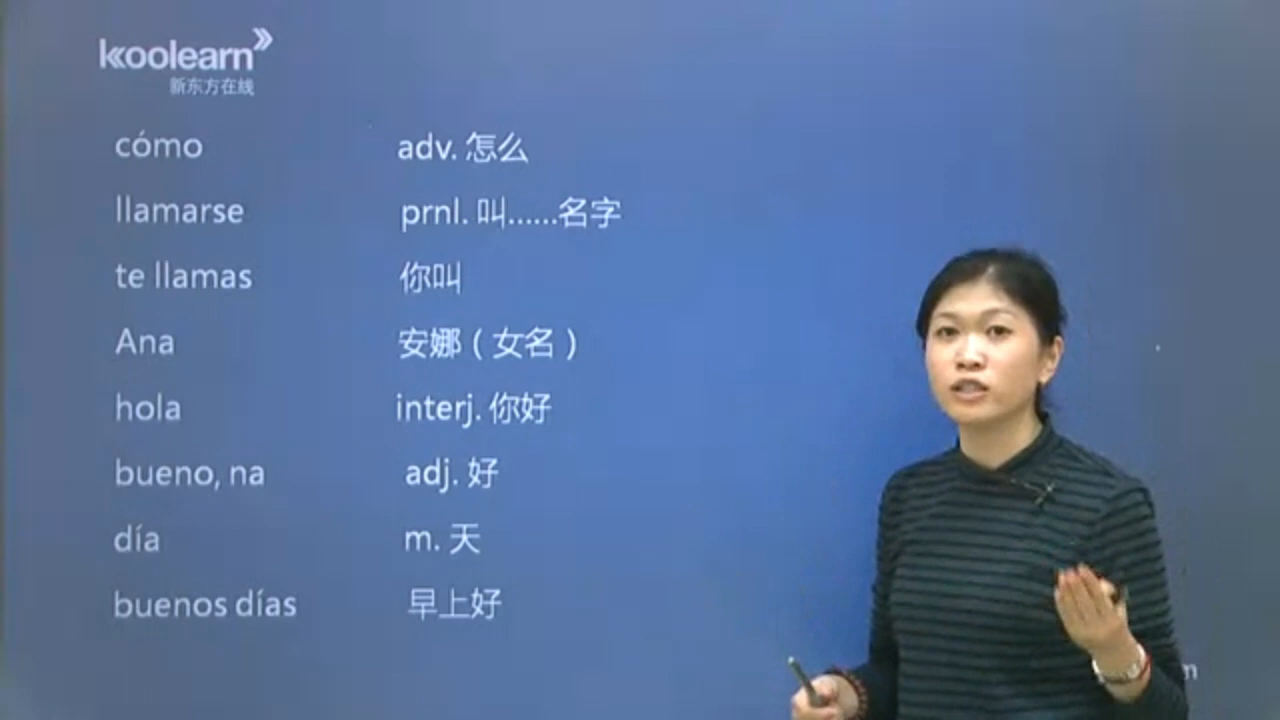 koolearn
新东方在线
cómo adv. 怎么
llamarse prnl. 叫……名字
te llamas 你叫
Ana 安娜（女名）
hola interj. 你好
bueno, na adj. 好
día m. 天
buenos días 早上好